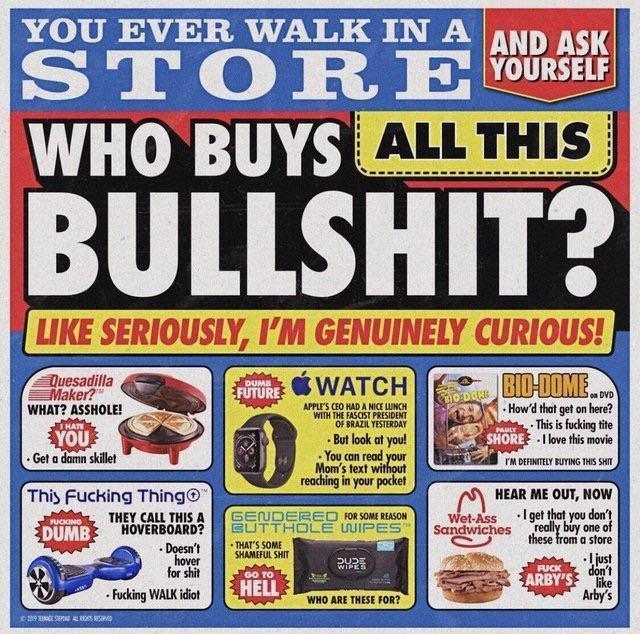 YOU EVER WALK IN A
STORE
AND ASK
YOURSELF
WHO BUYS
ALL THIS
BULLSHIT?
LIKE SERIOUSLY, I'M GENUINELY CURIOUS!
Quesadilla
Maker?™
WHAT? ASSHOLE!
I HATE
YOU
· Get a damn skillet
DUMB
FUTURE
WATCH
APPLE'S CEO HAD A NICE LUNCH
WITH THE FASCIST PRESIDENT
OF BRAZIL YESTERDAY
· But look at you!
· You can read your
Mom's text without
reaching in your pocket
BIO-DOME on DVD
BIO-DOME
· How'd that get on here?
· This is fucking tite
· I love this movie
PAULY
SHORE
I'M DEFINITELY BUYING THIS SHIT
This Fucking Thing™
FUCKING
DUMB
THEY CALL THIS A
HOVERBOARD?
· Doesn't
hover
for shit
· Fucking WALK idiot
GENDERED FOR SOME REASON
BUTTHOLE WIPES™
· THAT'S SOME
SHAMEFUL SHIT
GO TO
HELL
DUDE
WIPES
WHO ARE THESE FOR?
Wet-Ass
Sandwiches
HEAR ME OUT, NOW
· I get that you don't
really buy one of
these from a store
FUCK
ARBY'S
· I just
don't
like
Arby's
© 2019 TEENAGE STEPDAD ALL RIGHTS RESERVED